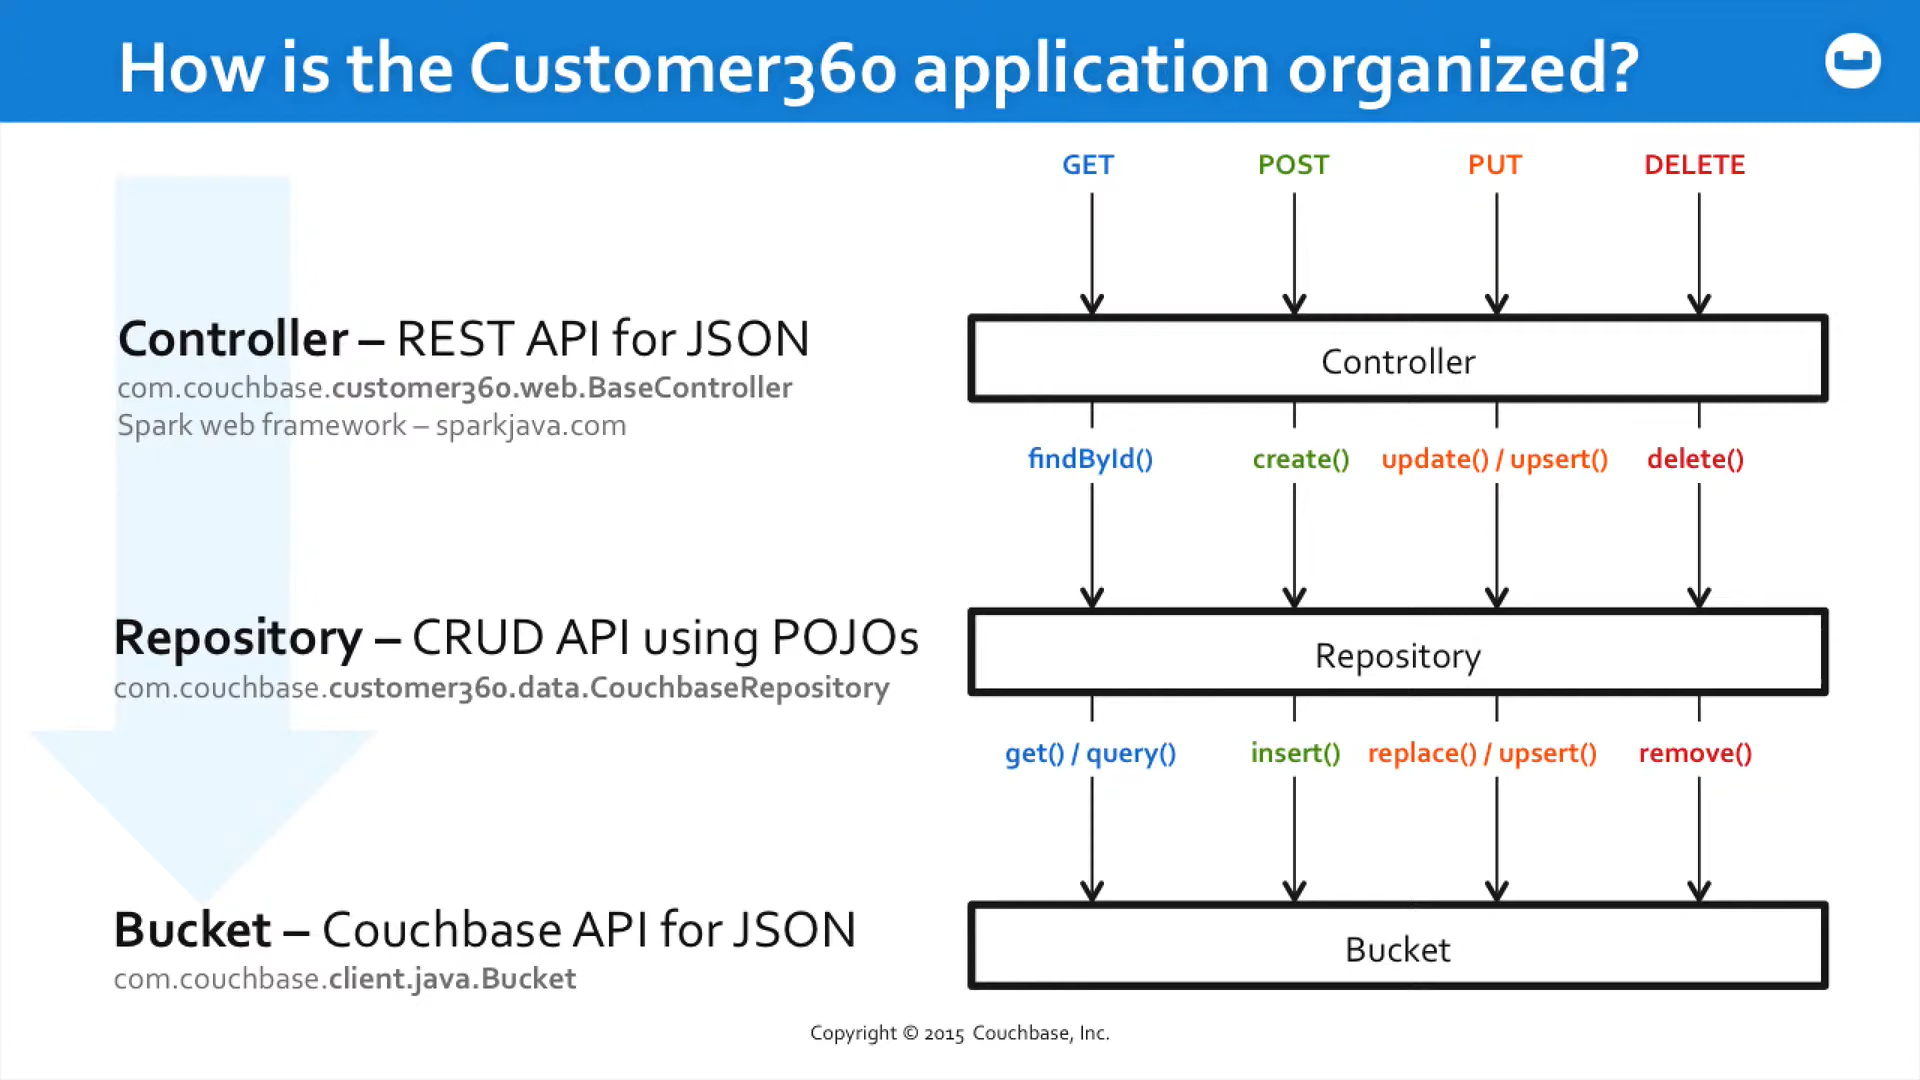 How is the Customer360 application organized?
GET POST PUT DELETE
Controller – REST API for JSON
com.couchbase.customer360.web.BaseController
Spark web framework – sparkjava.com
Controller
findById() create() update() / upsert() delete()
Repository – CRUD API using POJOs
com.couchbase.customer360.data.CouchbaseRepository
Repository
get() / query() insert() replace() / upsert() remove()
Bucket – Couchbase API for JSON
com.couchbase.client.java.Bucket
Bucket
Copyright © 2015 Couchbase, Inc.